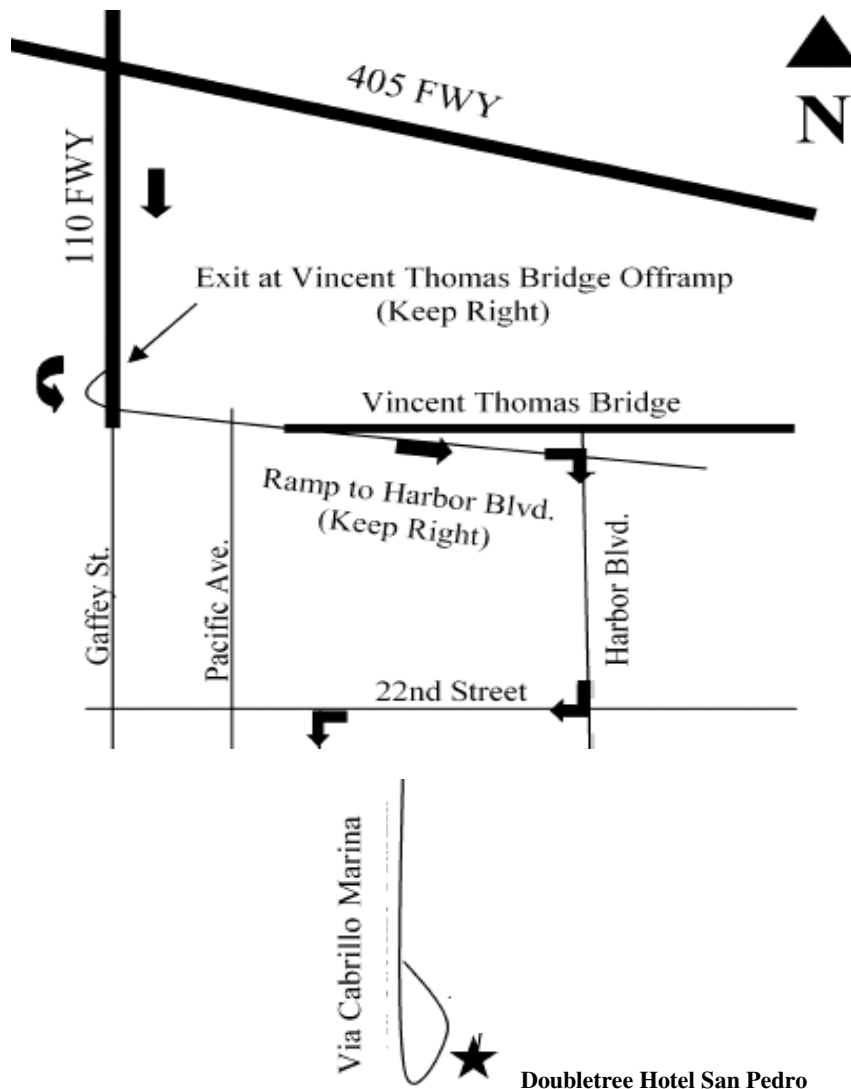 405 FWY
N
110 FWY
Exit at Vincent Thomas Bridge Offramp
(Keep Right)
Vincent Thomas Bridge
Ramp to Harbor Blvd.
(Keep Right)
Gaffey St.
Pacific Ave.
Harbor Blvd.
22nd Street
Via Cabrillo Marina
Doubletree Hotel San Pedro